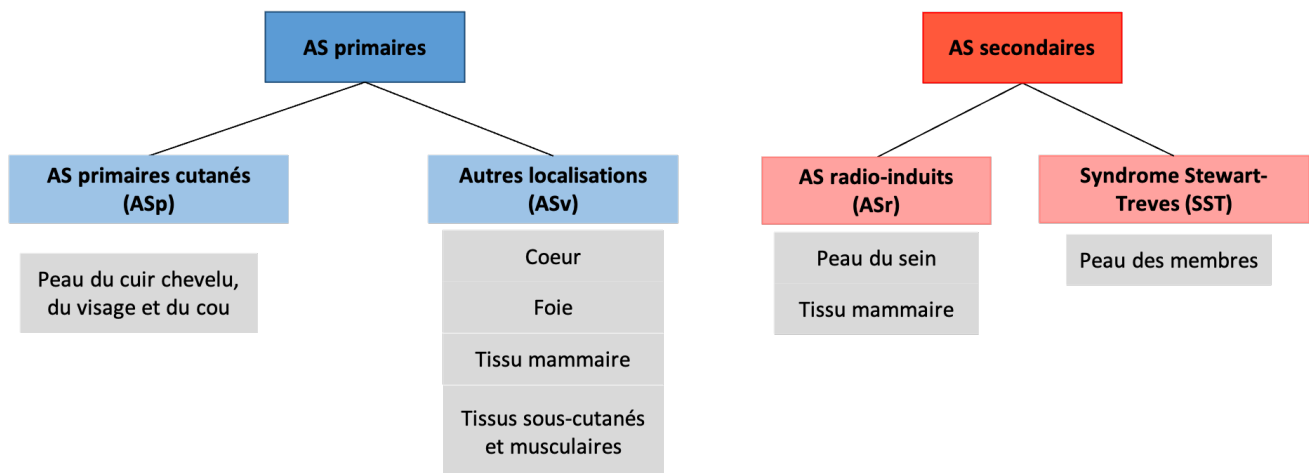 AS primaires
AS primaires cutanés
(ASp)
Peau du cuir chevelu,
du visage et du cou
Autres localisations
(ASv)
Coeur
Foie
Tissu mammaire
Tissus sous-cutanés
et musculaires
AS secondaires
AS radio-induits
(ASr)
Peau du sein
Tissu mammaire
Syndrome Stewart-
Treves (SST)
Peau des membres